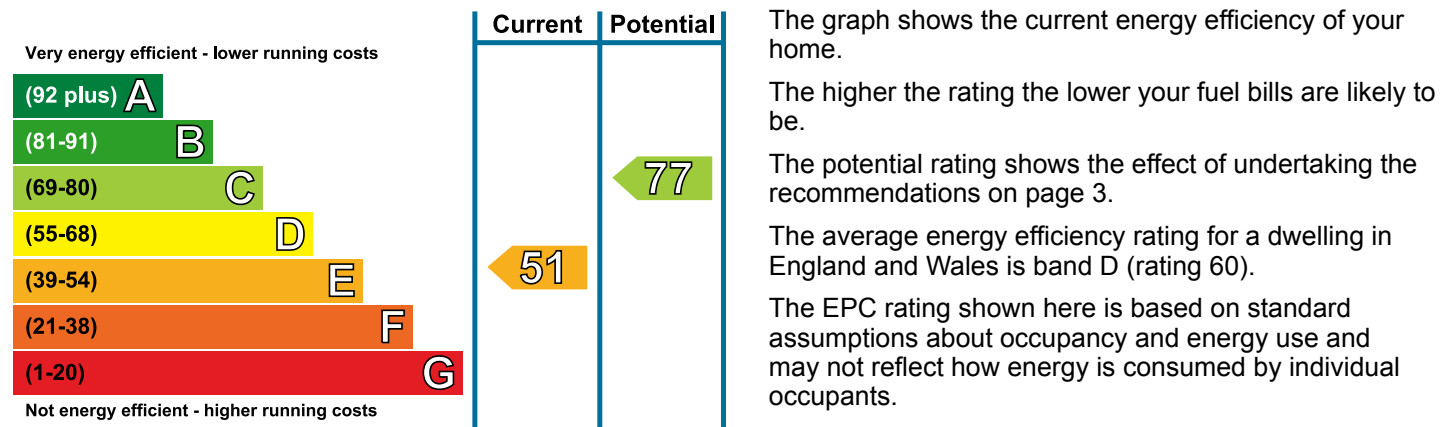 Current Potential
Very energy efficient - lower running costs
(92 plus) A
(81-91) B
(69-80) C
77
(55-68) D
(39-54) E
51
(21-38) F
(1-20) G
Not energy efficient - higher running costs
The graph shows the current energy efficiency of your
home.
The higher the rating the lower your fuel bills are likely to
be.
The potential rating shows the effect of undertaking the
recommendations on page 3.
The average energy efficiency rating for a dwelling in
England and Wales is band D (rating 60).
The EPC rating shown here is based on standard
assumptions about occupancy and energy use and
may not reflect how energy is consumed by individual
occupants.